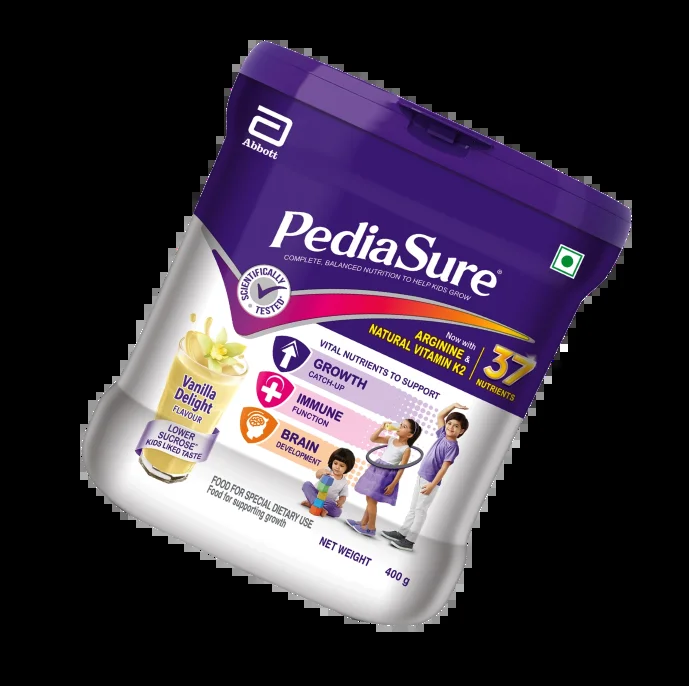 Abbott
PediaSure®
COMPLETE, BALANCED NUTRITION TO HELP KIDS GROW
SCIENTIFICALLY
TESTED
Now with
ARGININE &
NATURAL VITAMIN K2
37
NUTRIENTS
VITAL NUTRIENTS TO SUPPORT
GROWTH
CATCH-UP
IMMUNE
FUNCTION
BRAIN
DEVELOPMENT
Vanilla
Delight
FLAVOUR
LOWER
SUCROSE
KIDS LIKED TASTE
FOOD FOR SPECIAL DIETARY USE
Food for supporting growth
NET WEIGHT 400 g